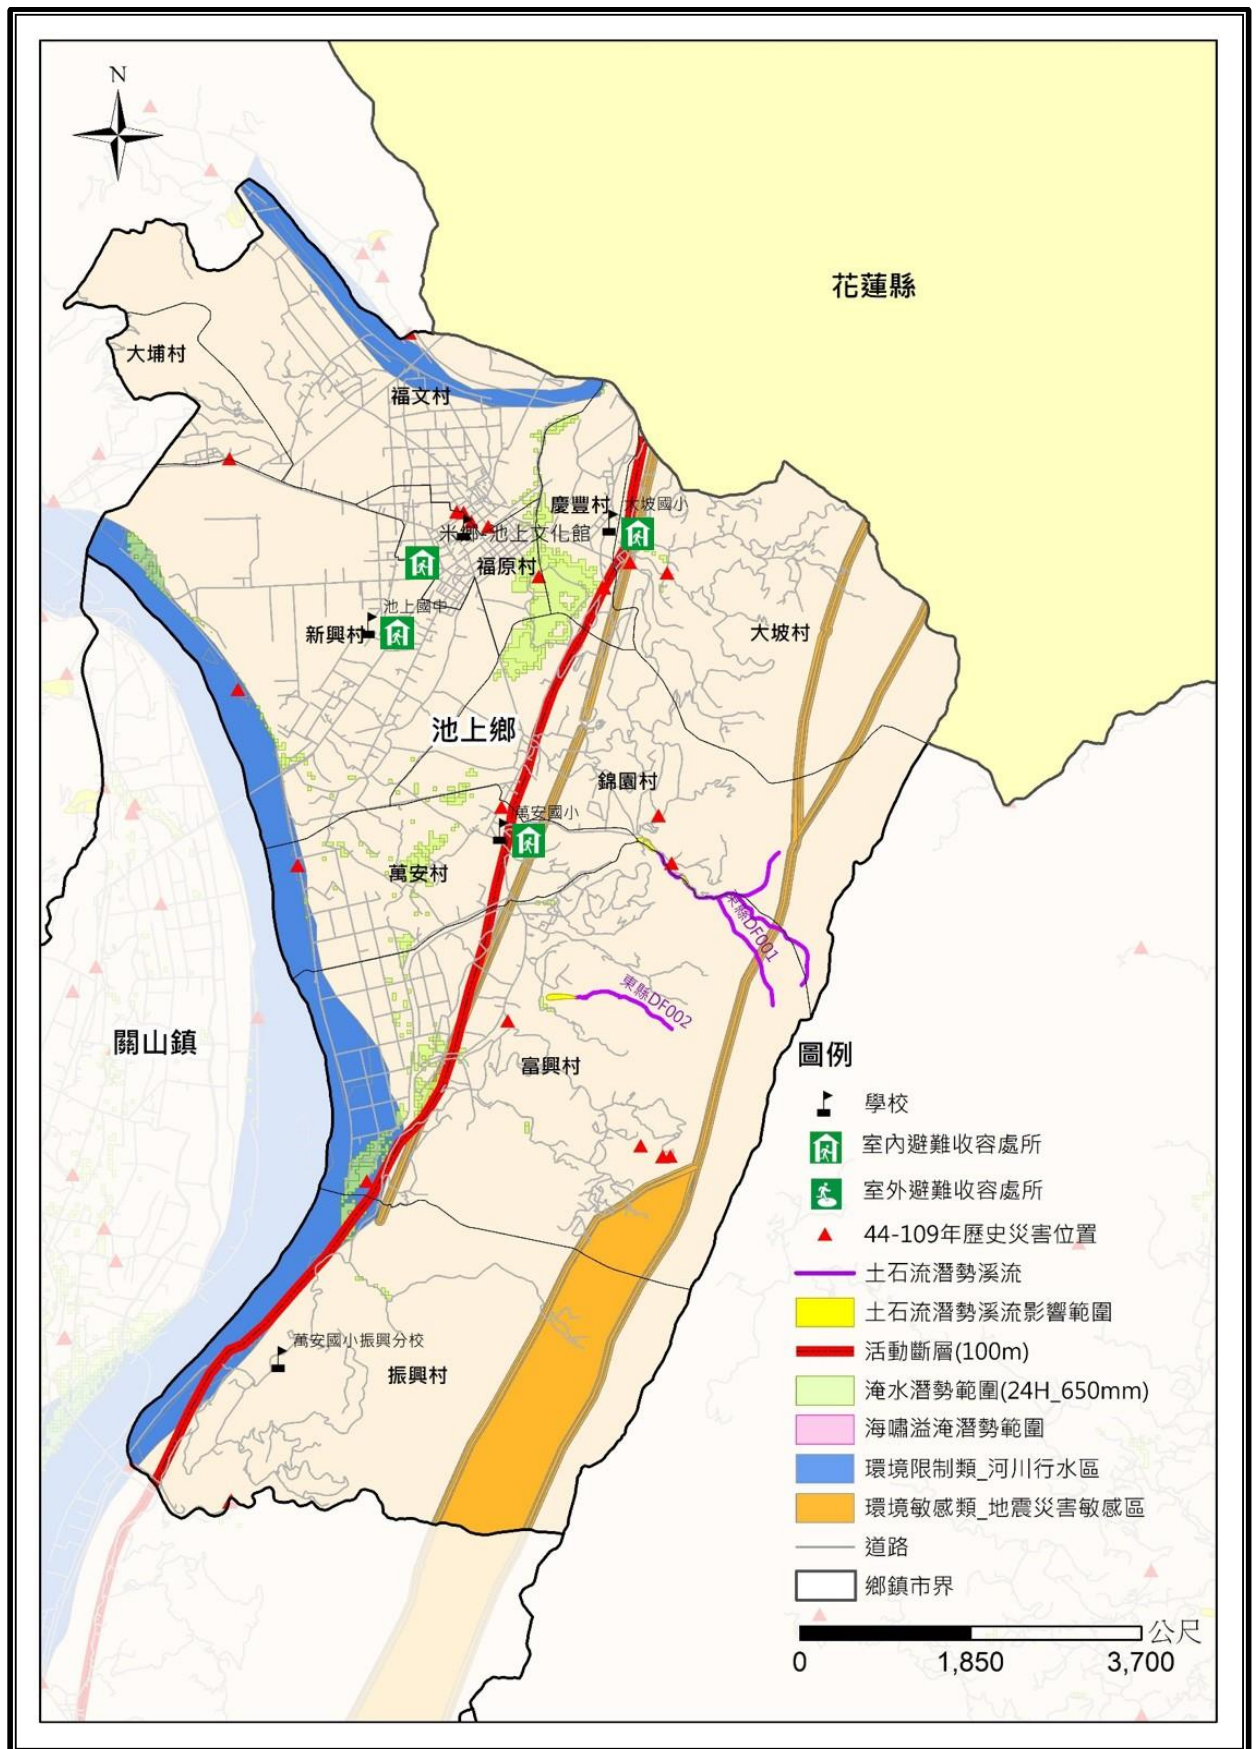 N
花蓮縣
大埔村
福文村
慶豐村
大坡國小
米鄉-池上文化館
福原村
池上國中
新興村
大坡村
池上鄉
錦園村
萬安國小
萬安村
東縣DF001
東縣DF002
關山鎮
富興村
萬安國小振興分校
振興村
圖例
學校
室內避難收容處所
室外避難收容處所
44-109年歷史災害位置
土石流潛勢溪流
土石流潛勢溪流影響範圍
活動斷層(100m)
淹水潛勢範圍(24H_650mm)
海嘯溢淹潛勢範圍
環境限制類_河川行水區
環境敏感類_地震災害敏感區
道路
鄉鎮市界
公尺
0 1,850 3,700